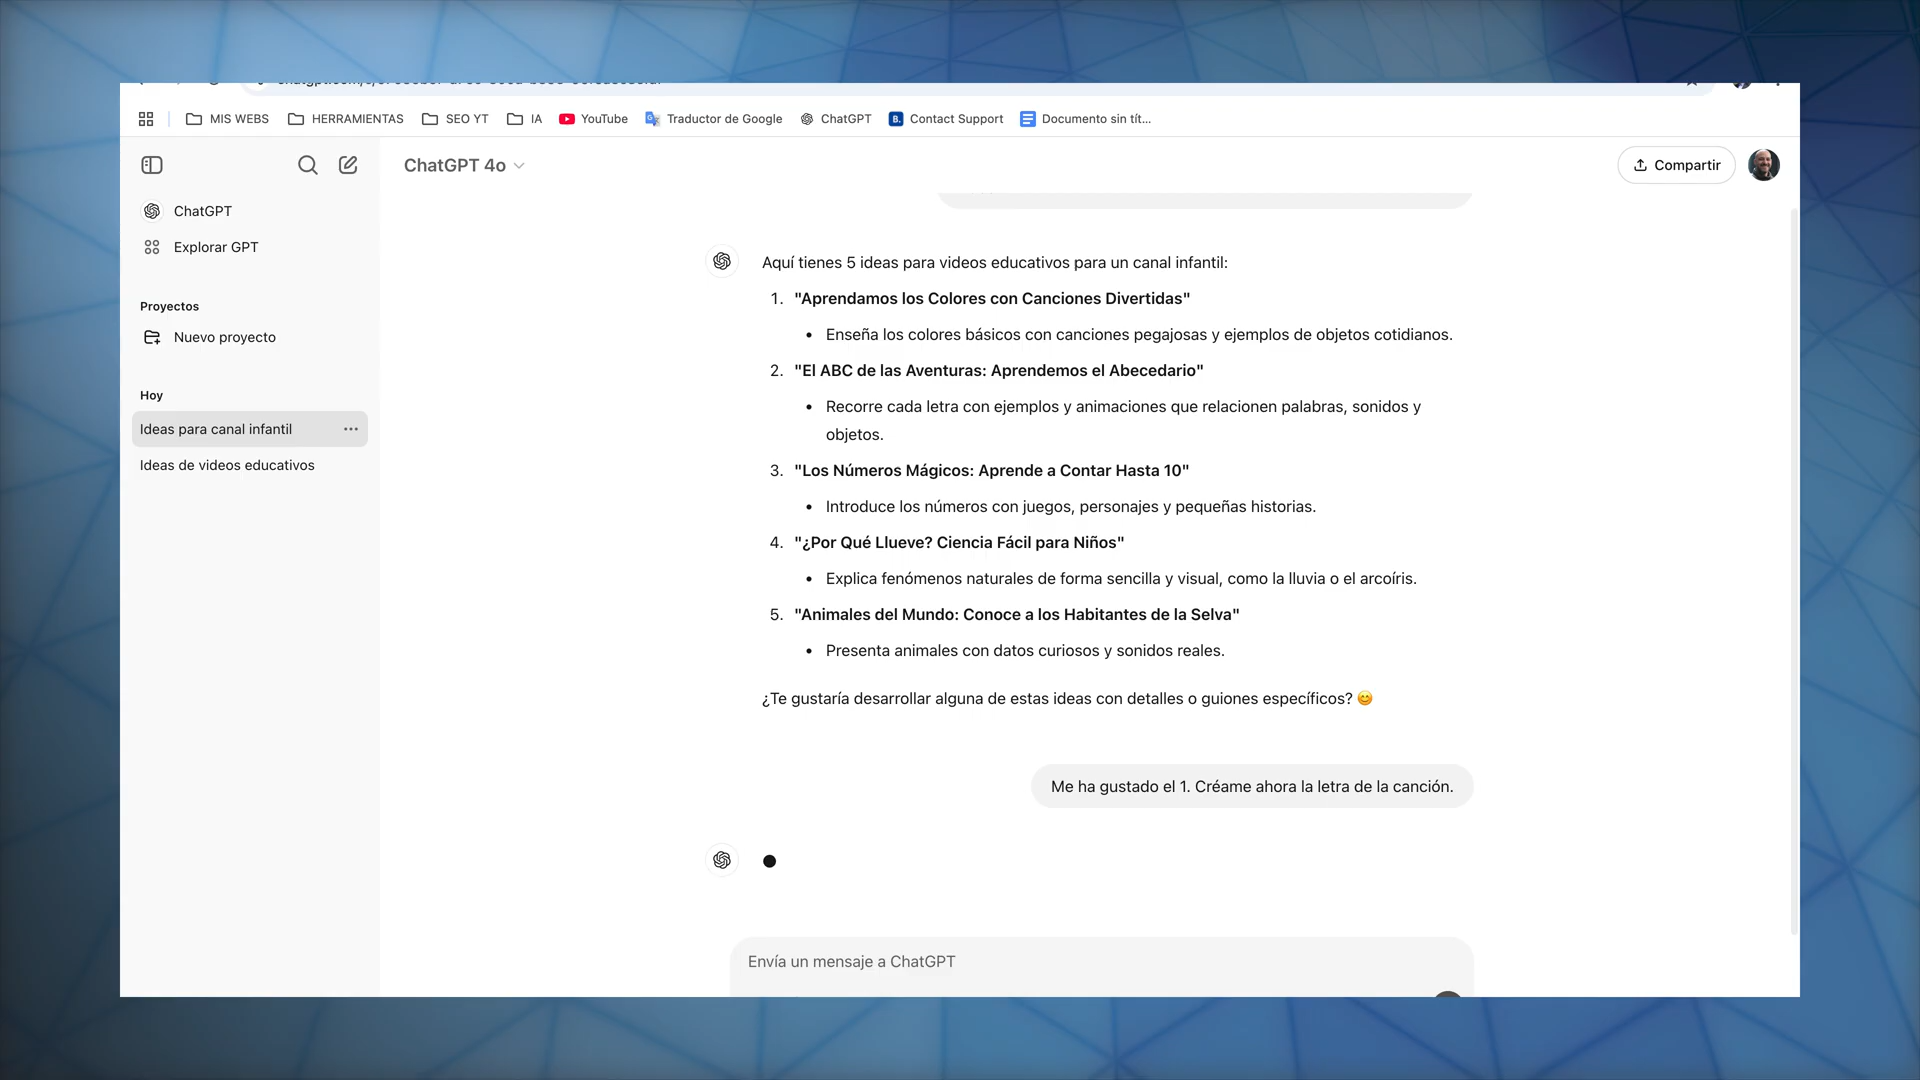 MIS WEBS
HERRAMIENTAS
SEO YT
IA
YouTube
Traductor de Google
ChatGPT
B. Contact Support
Documento sin tít...
ChatGPT 4o
Compartir
ChatGPT
Explorar GPT
Proyectos
Nuevo proyecto
Hoy
Ideas para canal infantil
Ideas de videos educativos
Aquí tienes 5 ideas para videos educativos para un canal infantil:
1. "Aprendamos los Colores con Canciones Divertidas"
• Enseña los colores básicos con canciones pegajosas y ejemplos de objetos cotidianos.
2. "El ABC de las Aventuras: Aprendemos el Abecedario"
• Recorre cada letra con ejemplos y animaciones que relacionen palabras, sonidos y
objetos.
3. "Los Números Mágicos: Aprende a Contar Hasta 10"
• Introduce los números con juegos, personajes y pequeñas historias.
4. "¿Por Qué Llueve? Ciencia Fácil para Niños"
• Explica fenómenos naturales de forma sencilla y visual, como la lluvia o el arcoíris.
5. "Animales del Mundo: Conoce a los Habitantes de la Selva"
• Presenta animales con datos curiosos y sonidos reales.
¿Te gustaría desarrollar alguna de estas ideas con detalles o guiones específicos? 😊
Me ha gustado el 1. Créame ahora la letra de la canción.
Envía un mensaje a ChatGPT